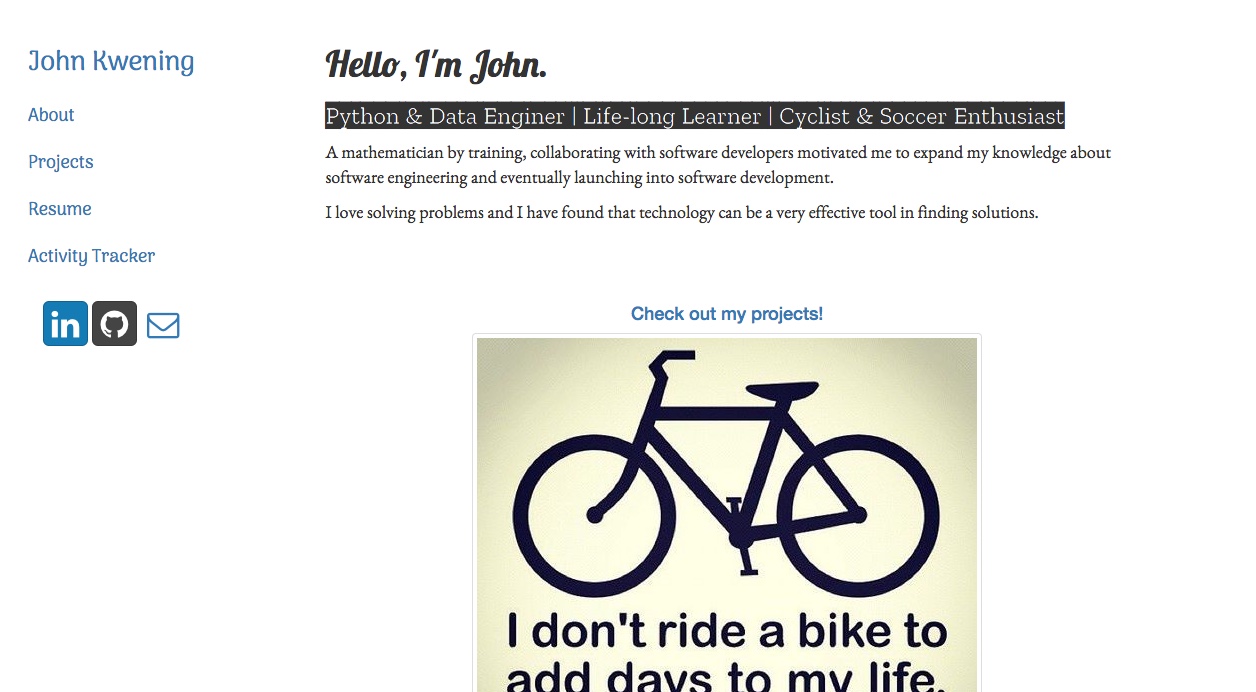 John Kwening
About
Projects
Resume
Activity Tracker
in
Hello, I'm John.
Python & Data Enginer | Life-long Learner | Cyclist & Soccer Enthusiast
A mathematician by training, collaborating with software developers motivated me to expand my knowledge about
software engineering and eventually launching into software development.
I love solving problems and I have found that technology can be a very effective tool in finding solutions.
Check out my projects!
I don't ride a bike to
add days to my life.